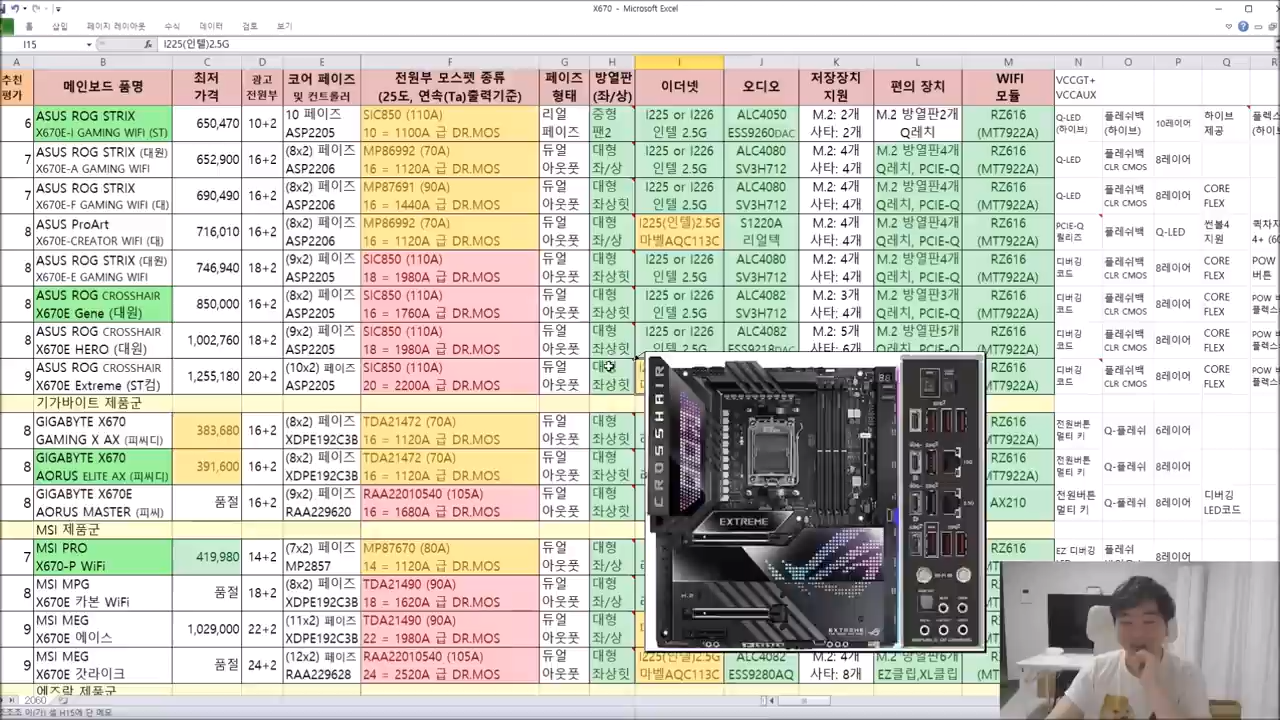 X670 - Microsoft Excel
홈 삽입 페이지 레이아웃 수식 데이터 검토 보기
I15 fx I225(인텔)2.5G
A B C D E F G H I J K L M N O P Q R
추천 평가 메인보드 품명 최저 가격 광고 전원부 코어 페이즈 및 컨트롤러 전원부 모스펫 종류 (25도, 연속(Ta)출력기준) 페이즈 형태 방열판 (좌/상) 이더넷 오디오 저장장치 지원 편의 장치 WIFI 모듈 VCCGT+ VCCAUX
6 ASUS ROG STRIX 650,470 10+2 10 페이즈 SIC850 (110A) 리얼 중형 I225 or I226 ALC4050 M.2: 2개 M.2 방열판2개 RZ616 Q-LED (하이브) 플레쉬백 (하이브) 10레이어 하이브 제공
X670E-I GAMING WIFI (ST) ASP2205 10 = 1100A 급 DR.MOS 페이즈 팬2 인텔 2.5G ESS9260DAC 사타: 2개 Q레치 (MT7922A)
7 ASUS ROG STRIX (대원) 652,900 16+2 (8x2) 페이즈 MP86992 (70A) 듀얼 대형 I225 or I226 ALC4080 M.2: 4개 M.2 방열판4개 RZ616 Q-LED 플레쉬백 CLR CMOS 8레이어
X670E-A GAMING WIFI ASP2206 16 = 1120A 급 DR.MOS 아웃풋 좌/상 인텔 2.5G SV3H712 사타: 4개 Q레치, PCIE-Q (MT7922A)
7 ASUS ROG STRIX 690,490 16+2 (8x2) 페이즈 MP87691 (90A) 듀얼 대형 I225 or I226 ALC4080 M.2: 4개 M.2 방열판4개 RZ616 Q-LED 플레쉬백 CLR CMOS 8레이어 CORE FLEX
X670E-F GAMING WIFI (대) ASP2206 16 = 1440A 급 DR.MOS 아웃풋 좌상힛 인텔 2.5G SV3H712 사타: 4개 Q레치, PCIE-Q (MT7922A)
8 ASUS ProArt 716,010 16+2 (8x2) 페이즈 MP86992 (70A) 듀얼 대형 I225(인텔)2.5G S1220A M.2: 4개 M.2 방열판4개 RZ616 PCIE-Q 릴리즈 플레쉬백 CLR CMOS Q-LED 썬볼4 지원
X670E-CREATOR WIFI (대) ASP2206 16 = 1120A 급 DR.MOS 아웃풋 좌/상 마벨AQC113C 리얼텍 사타: 4개 Q레치, PCIE-Q (MT7922A)
8 ASUS ROG STRIX (대원) 746,940 18+2 (8x2) 페이즈 SIC850 (110A) 듀얼 대형 I225 or I226 ALC4080 M.2: 4개 M.2 방열판4개 RZ616 디버깅 코드 플레쉬백 CLR CMOS 8레이어 CORE FLEX POW 버튼
X670E-E GAMING WIFI ASP2205 18 = 1980A 급 DR.MOS 아웃풋 좌상힛 인텔 2.5G SV3H712 사타: 4개 Q레치, PCIE-Q (MT7922A)
8 ASUS ROG CROSSHAIR 850,000 16+2 (8x2) 페이즈 SIC850 (110A) 듀얼 대형 I225 or I226 ALC4082 M.2: 3개 M.2 방열판3개 RZ616 디버깅 코드 플레쉬백 CLR CMOS 8레이어 CORE FLEX
X670E Gene (대원) ASP2205 16 = 1760A 급 DR.MOS 아웃풋 좌상힛 인텔 2.5G SV3H712 사타: 4개 Q레치, PCIE-Q (MT7922A)
8 ASUS ROG CROSSHAIR 1,002,760 18+2 (9x2) 페이즈 SIC850 (110A) 듀얼 대형 I225 or I226 ALC4082 M.2: 5개 M.2 방열판5개 RZ616 디버깅 코드 플레쉬백 CLR CMOS 8레이어 CORE FLEX
X670E HERO (대원) ASP2205 18 = 1980A 급 DR.MOS 아웃풋 좌상힛 인텔 2.5G ESS9218DAC 사타: 6개 Q레치, PCIE-Q (MT7922A)
9 ASUS ROG CROSSHAIR 1,255,180 20+2 (10x2) 페이즈 SIC850 (110A) 듀얼 RZ616 디버깅 코드 플레쉬백 CLR CMOS 8레이어 CORE FLEX
X670E Extreme (ST컴) ASP2205 20 = 2200A 급 DR.MOS 아웃풋 좌상힛 (MT7922A)
기가바이트 제품군
8 GIGABYTE X670 383,680 16+2 (8x2) 페이즈 TDA21472 (70A) 듀얼 대형 RZ616 전원버튼 멀티 키 Q-플레쉬 6레이어
GAMING X AX (피씨디) XDPE192C3B 16 = 1120A 급 DR.MOS 아웃풋 좌/상 (MT7922A)
8 GIGABYTE X670 391,600 16+2 (8x2) 페이즈 TDA21472 (70A) 듀얼 대형 RZ616 전원버튼 멀티 키 Q-플레쉬 8레이어
AORUS ELITE AX (피씨디) XDPE192C3B 16 = 1120A 급 DR.MOS 아웃풋 좌/상 (MT7922A)
8 GIGABYTE X670E 품절 16+2 (9x2) 페이즈 RAA22010540 (105A) 듀얼 대형 AX210 전원버튼 멀티 키 Q-플레쉬 8레이어 디버깅 LED코드
AORUS MASTER (피씨) RAA229620 16 = 1680A 급 DR.MOS 아웃풋 좌상힛
MSI 제품군
7 MSI PRO 419,980 14+2 (7x2) 페이즈 MP87670 (80A) 듀얼 대형 RZ616 EZ 디버깅 플레쉬 8레이어
X670-P WiFi MP2857 14 = 1120A 급 DR.MOS 아웃풋 좌/상
8 MSI MPG 품절 18+2 (8x2) 페이즈 TDA21490 (90A) 듀얼 대형
X670E 카본 WiFi XDPE192C3B 18 = 1620A 급 DR.MOS 아웃풋 좌/상
9 MSI MEG 1,029,000 22+2 (11x2) 페이즈 TDA21490 (90A) 듀얼 대형
X670E 에이스 XDPE192C3B 22 = 1980A 급 DR.MOS 아웃풋 좌/상
9 MSI MEG 품절 24+2 (12x2) 페이즈 RAA22010540 (105A) 듀얼 대형 I225(인텔)2.5G ALC4082 M.2: 4개 M.2 방열판6개
X670E 갓라이크 RAA229628 24 = 2520A 급 DR.MOS 아웃풋 좌상힛 마벨AQC113C ESS9280AQ 사타: 8개 EZ클립,XL클립
에즈락 제품군
CROSSHAIR
EXTREME
M.2
EXTREME
2060